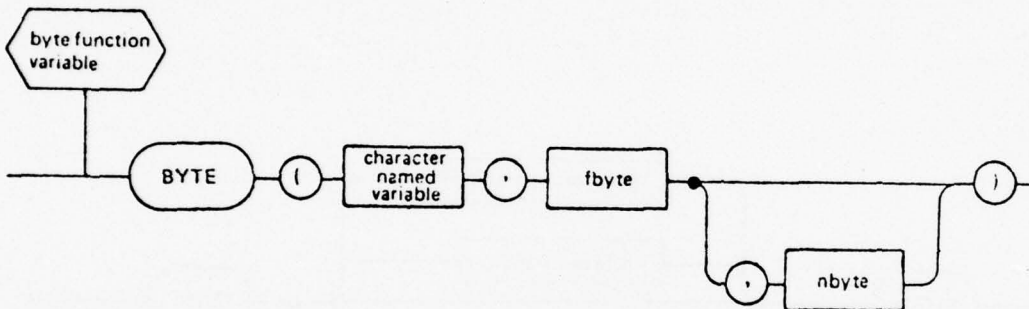 byte function
variable
BYTE
(
character
named
variable
,
fbyte
)
,
nbyte